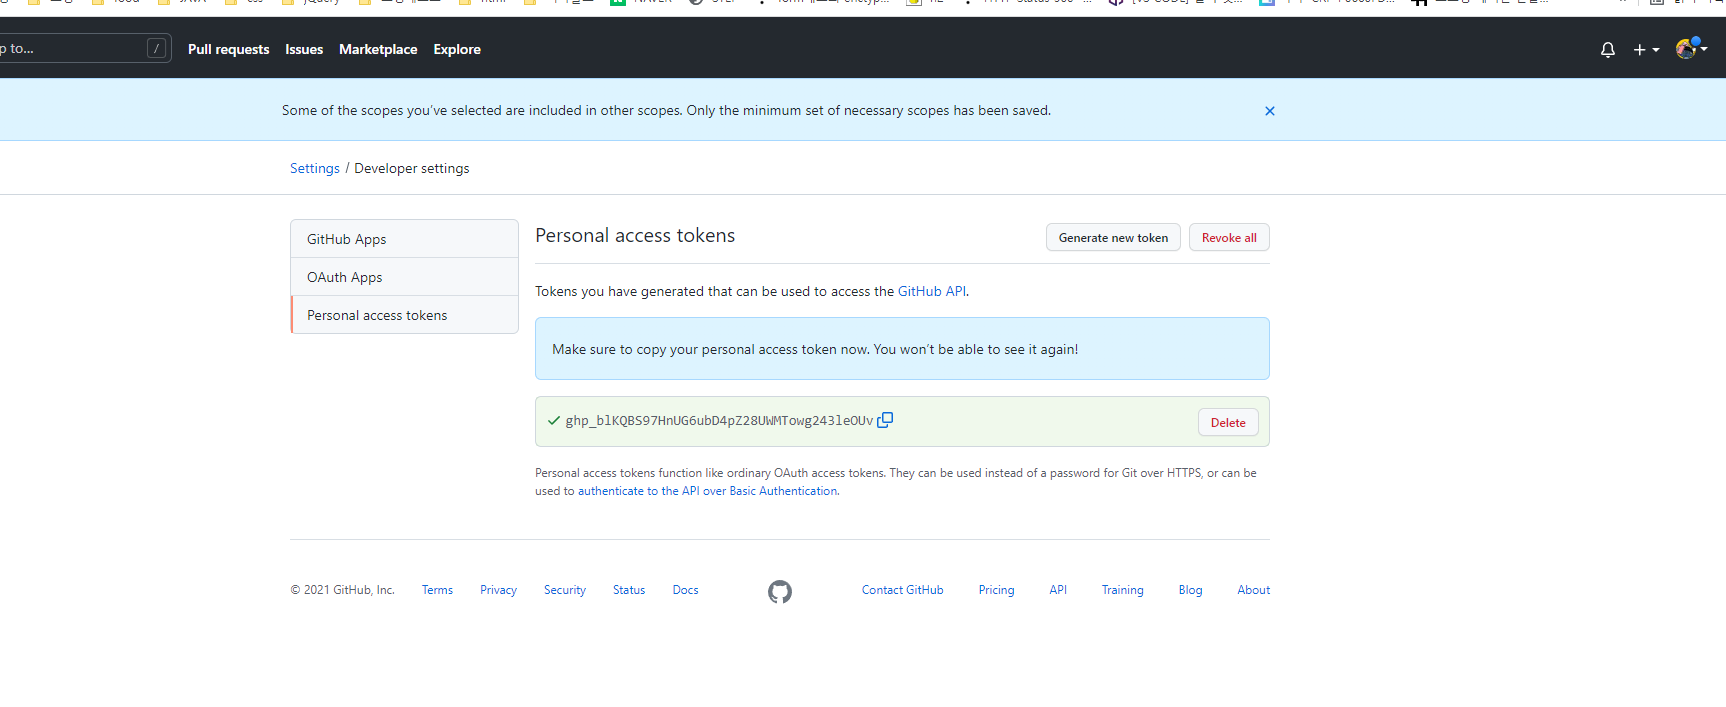 p to...
/
Pull requests
Issues
Marketplace
Explore
Some of the scopes you've selected are included in other scopes. Only the minimum set of necessary scopes has been saved.
Settings / Developer settings
GitHub Apps
OAuth Apps
Personal access tokens
Personal access tokens
Generate new token
Revoke all
Tokens you have generated that can be used to access the GitHub API.
Make sure to copy your personal access token now. You won't be able to see it again!
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
Delete
Personal access tokens function like ordinary OAuth access tokens. They can be used instead of a password for Git over HTTPS, or can be
used to authenticate to the API over Basic Authentication.
© 2021 GitHub, Inc.
Terms
Privacy
Security
Status
Docs
Contact GitHub
Pricing
API
Training
Blog
About